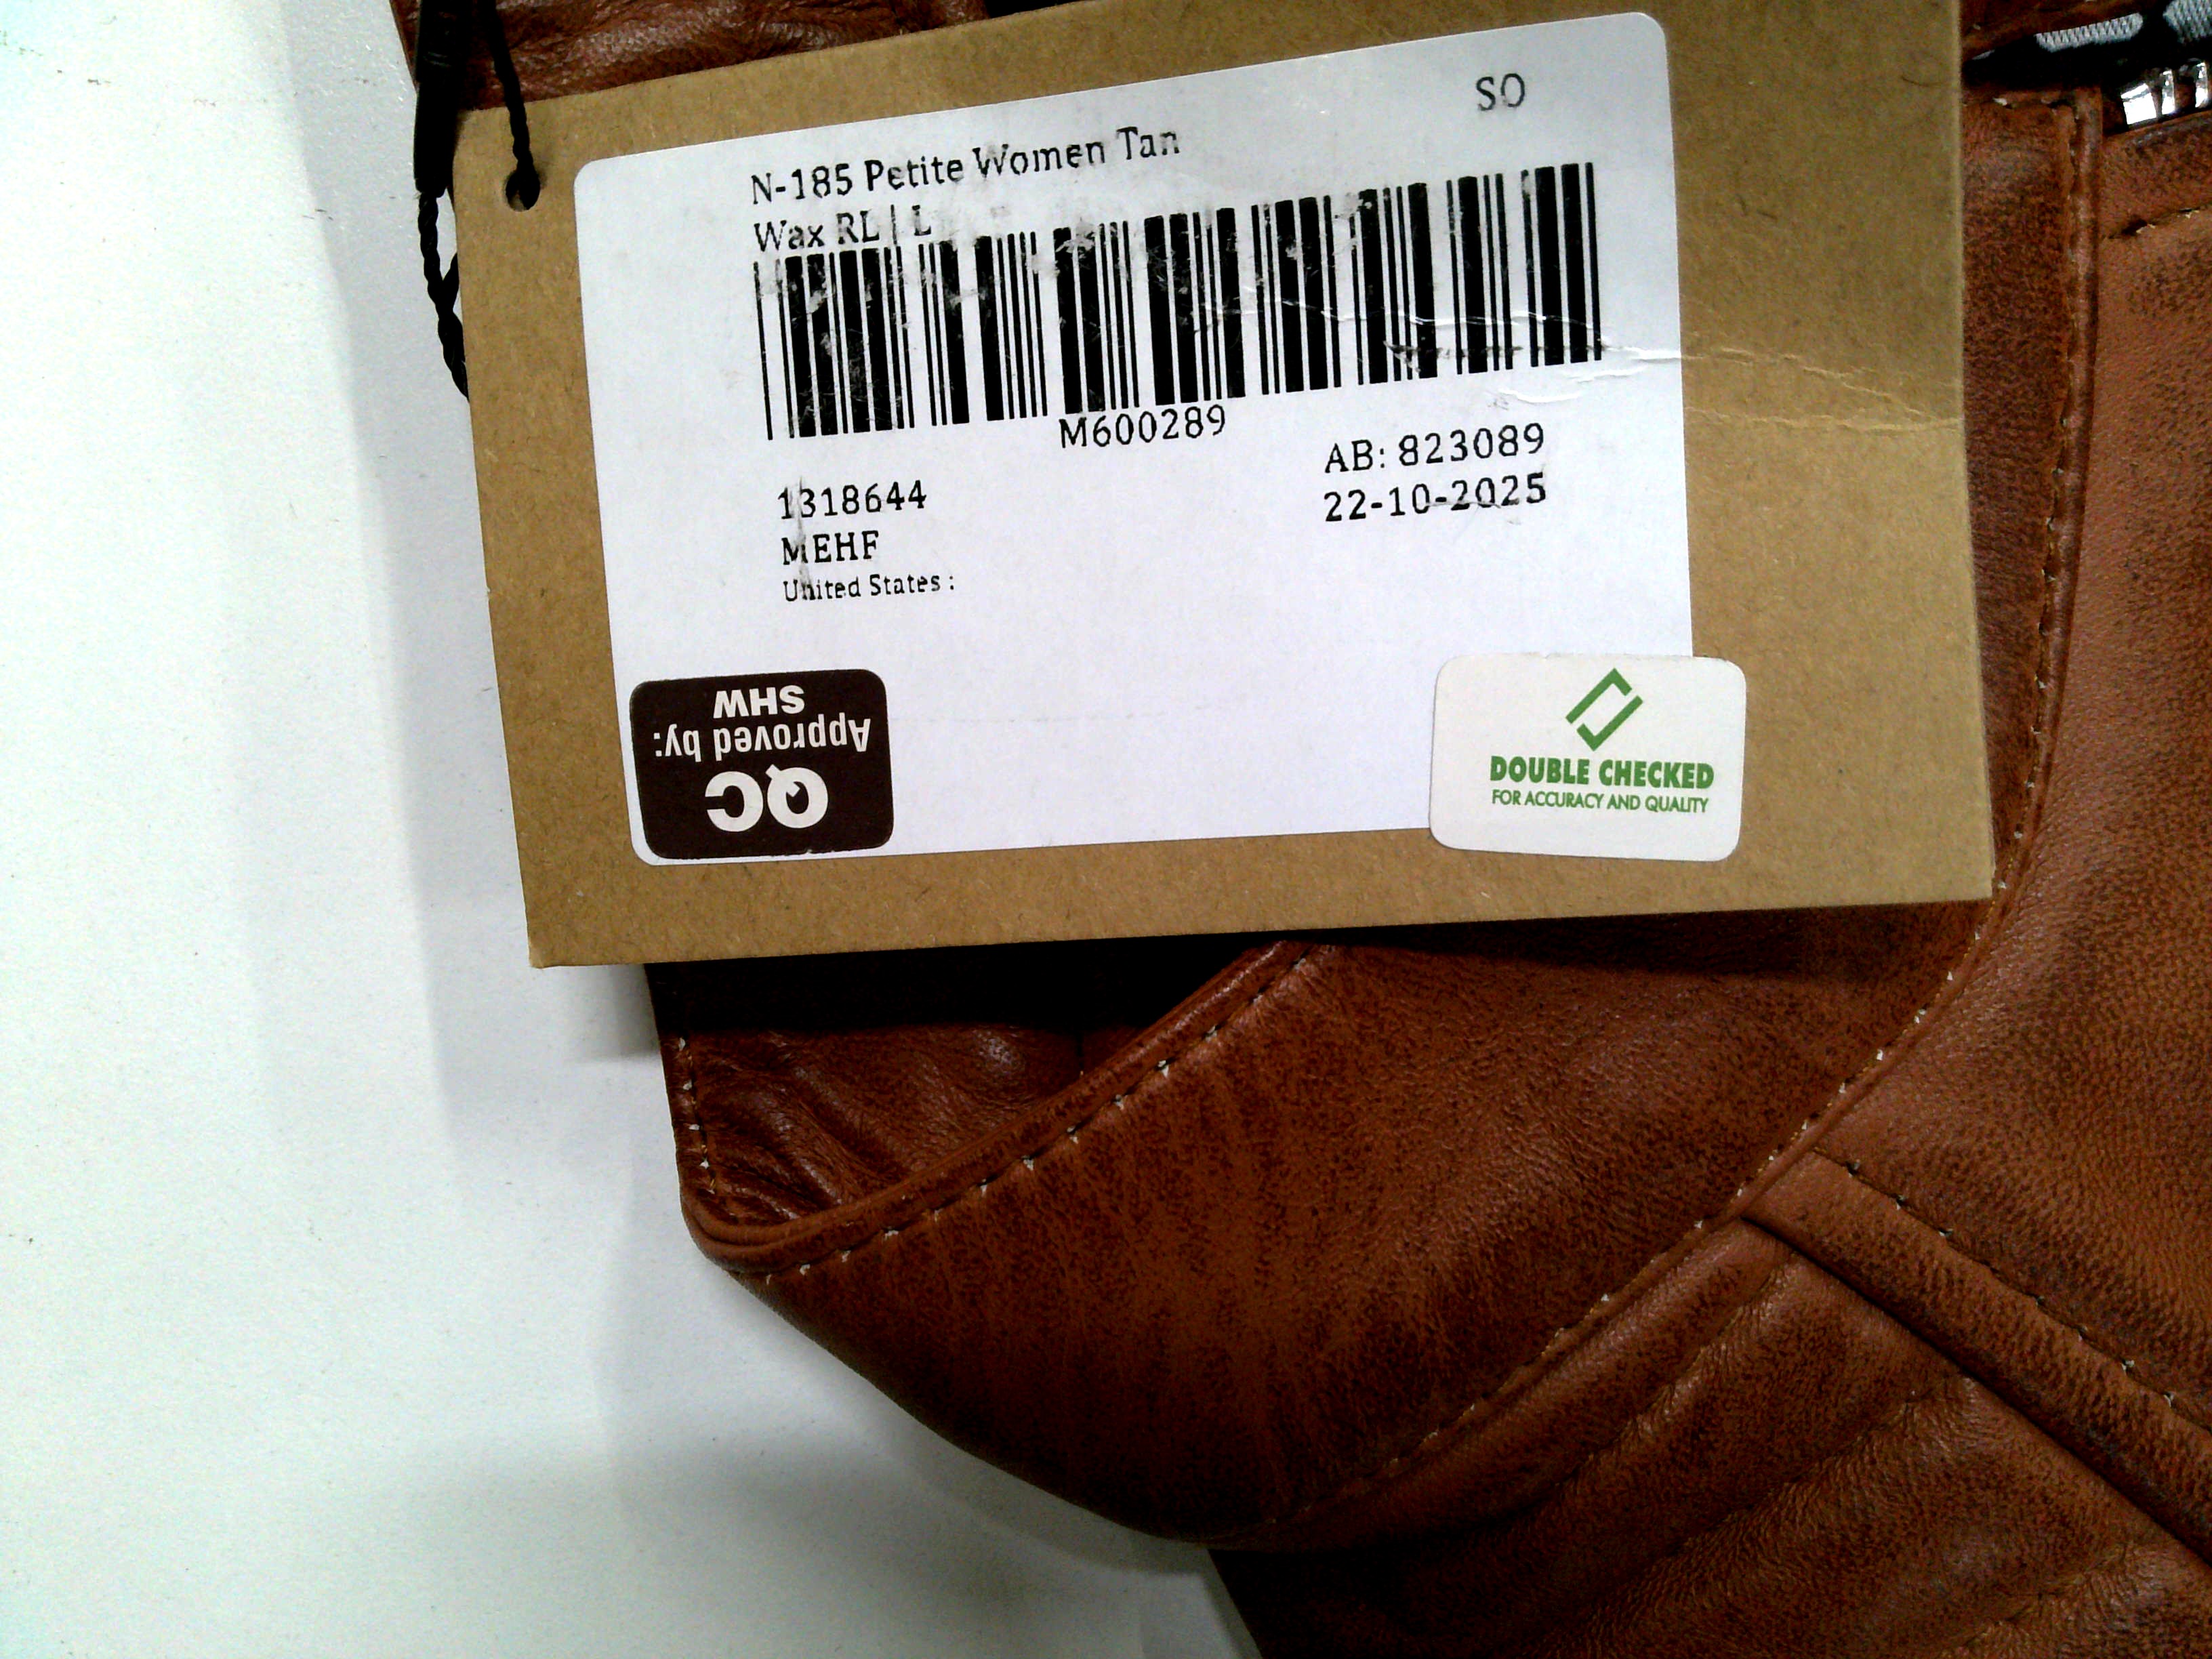 SO
N-185 Petite Women Tan
Wax RL | L
M600289
AB: 823089
22-10-2025
1318644
MEHF
United States :
QC
Approved by:
SHW
DOUBLE CHECKED
FOR ACCURACY AND QUALITY